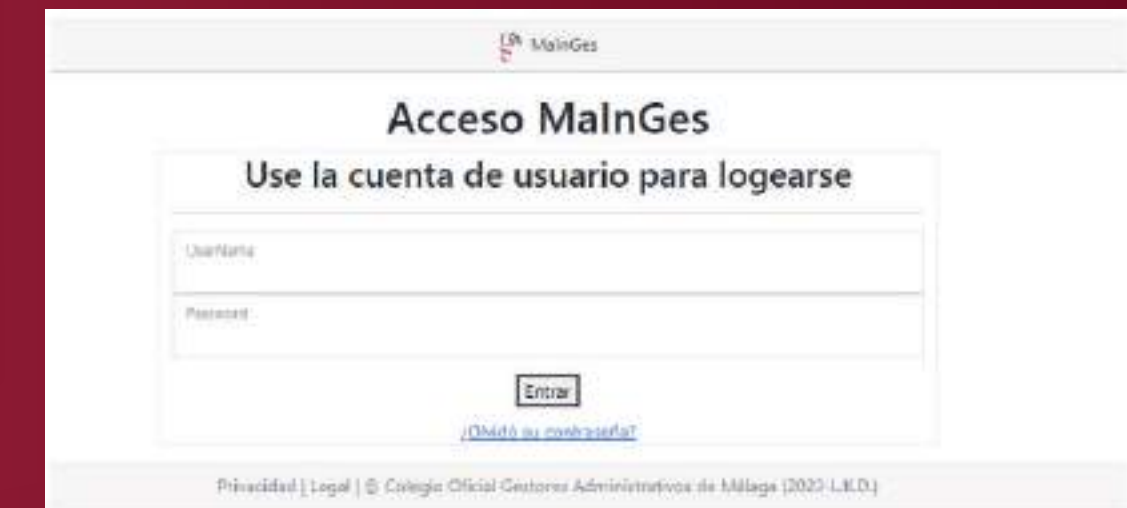 MaInGes
Acceso MaInGes
Use la cuenta de usuario para logearse
UserName
Password
Entrar
¿Olvidó su contraseña?
Privacidad | Legal | © Colegio Oficial Gestores Administrativos de Málaga (2023 L.K.D.)